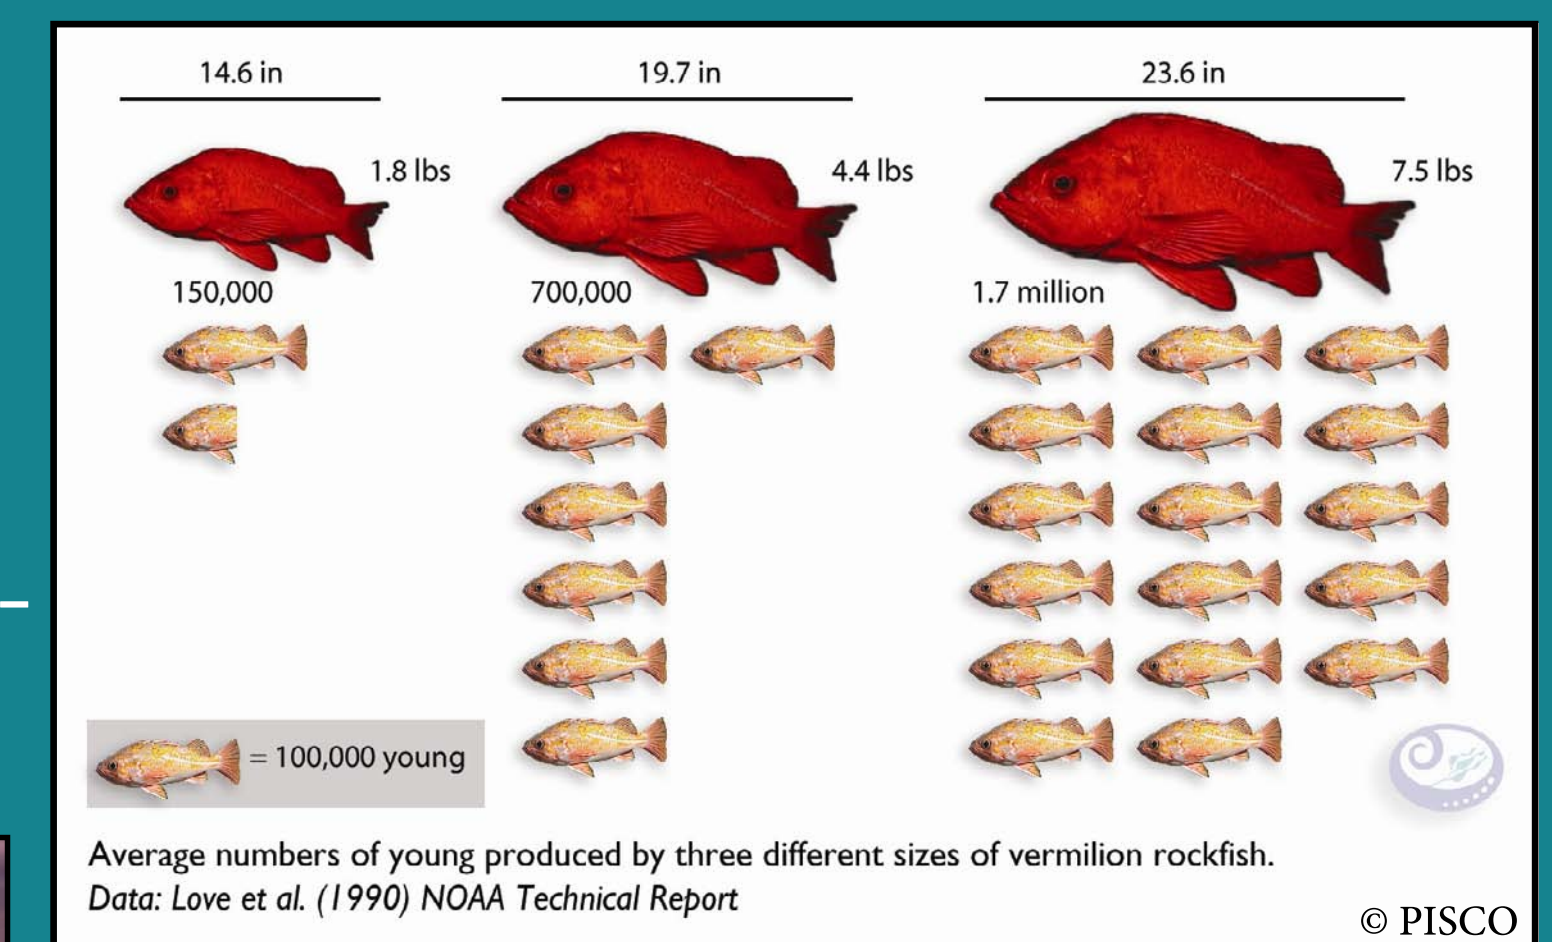 14.6 in
19.7 in
23.6 in
1.8 lbs
4.4 lbs
7.5 lbs
150,000
700,000
1.7 million
= 100,000 young
Average numbers of young produced by three different sizes of vermilion rockfish.
Data: Love et al. (1990) NOAA Technical Report
© PISCO